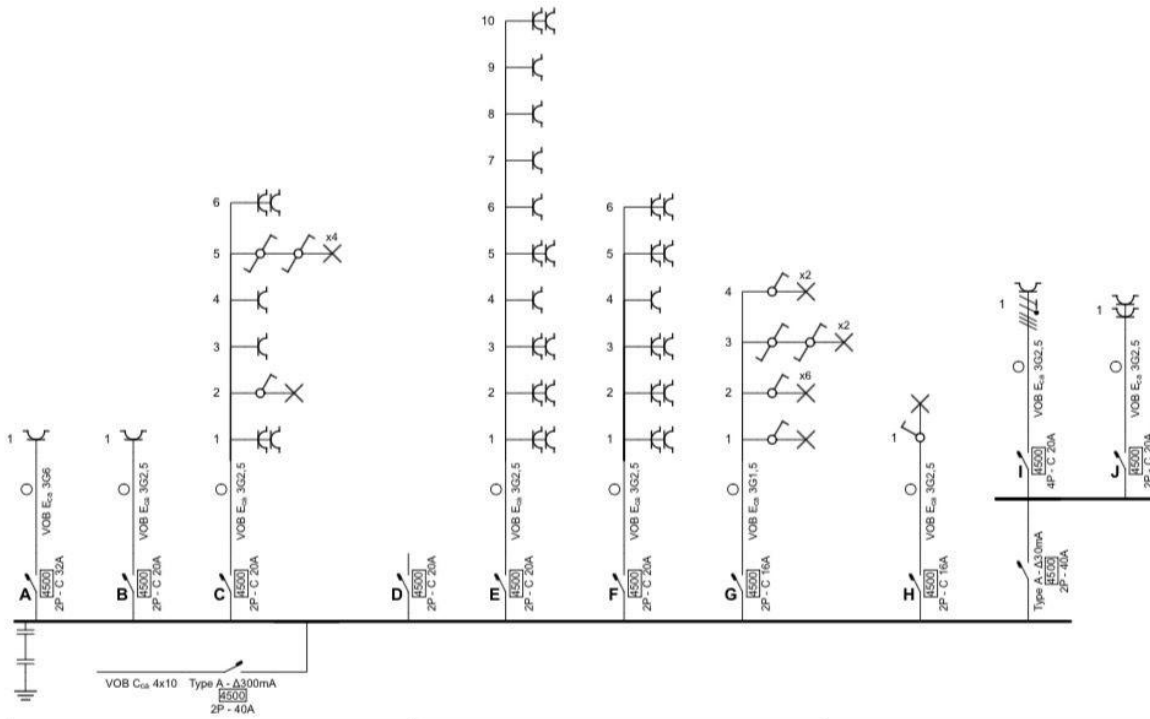 10
9
8
7
6
5
4
3
2
1
6
5
x4
4
3
2
1
6
5
4
3
2
1
4
x2
3
x2
2
x6
1
1
1
1
1
1
VOB Eca 3G6
VOB Eca 3G2,5
VOB Eca 3G2,5
VOB Eca 3G2,5
VOB Eca 3G2,5
VOB Eca 3G1,5
VOB Eca 3G2,5
VOB Eca 3G2,5
VOB Eca 3G2,5
I
4500
4P - C 20A
J
4500
2P - C 20A
A
4500
2P - C 32A
B
4500
2P - C 20A
C
4500
2P - C 20A
D
4500
2P - C 20A
E
4500
2P - C 20A
F
4500
2P - C 20A
G
4500
2P - C 16A
H
4500
2P - C 16A
Type A - Δ30mA
4500
2P - 40A
VOB Cca 4x10 Type A - Δ300mA
4500
2P - 40A